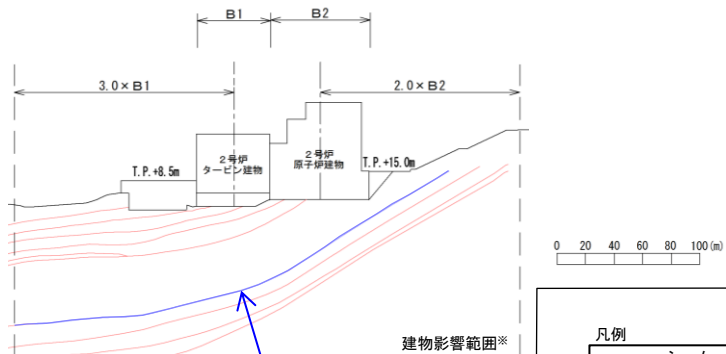 B1
B2
3.0×B1
2.0×B2
2号炉
タービン建物
2号炉
原子炉建物
T.P.+8.5m
T.P.+15.0m
0 20 40 60 80 100(m)
建物影響範囲※
凡例